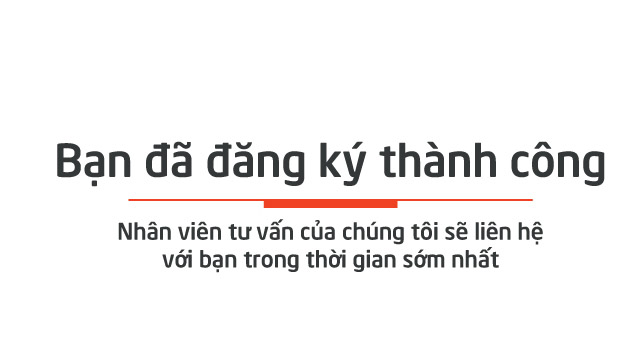 Bạn đã đăng ký thành công
Nhân viên tư vấn của chúng tôi sẽ liên hệ
với bạn trong thời gian sớm nhất